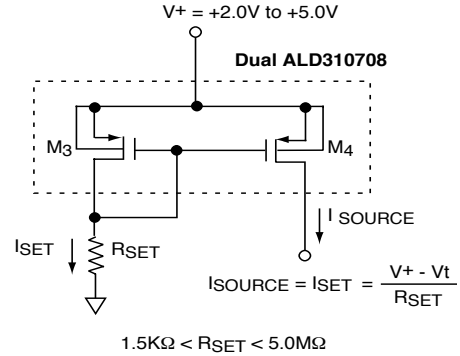 V+ = +2.0V to +5.0V
Dual ALD310708
M3
M4
I SOURCE
ISET
RSET
ISOURCE = ISET = V+ - Vt / RSET
1.5KΩ < RSET < 5.0MΩ